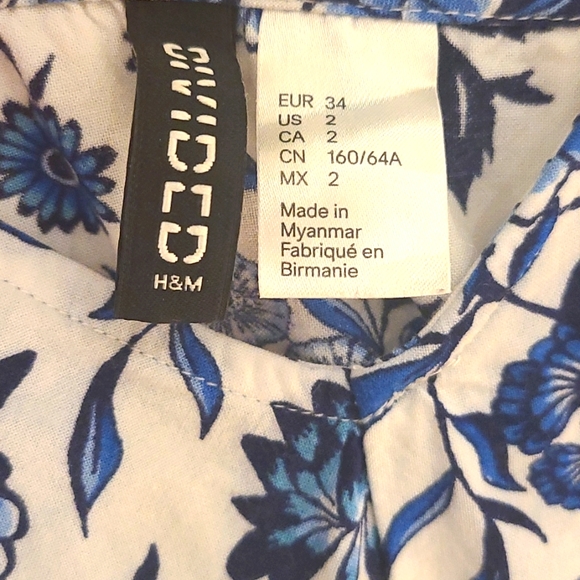 DIVIDED
H&M
EUR 34
US 2
CA 2
CN 160/64A
MX 2
Made in
Myanmar
Fabriqué en
Birmanie